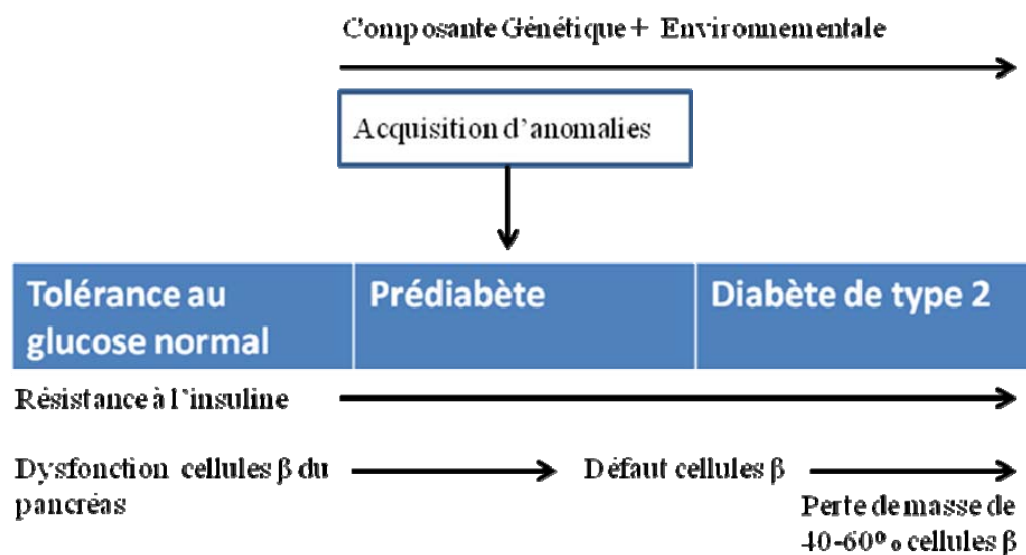 Composante Génétique + Environnementale
Acquisition d’anomalies
Tolérance au
glucose normal
Prédiabète
Diabète de type 2
Résistance à l’insuline
Dysfonction cellules β du
pancréas
Défaut cellules β
Perte de masse de
40-60% cellules β